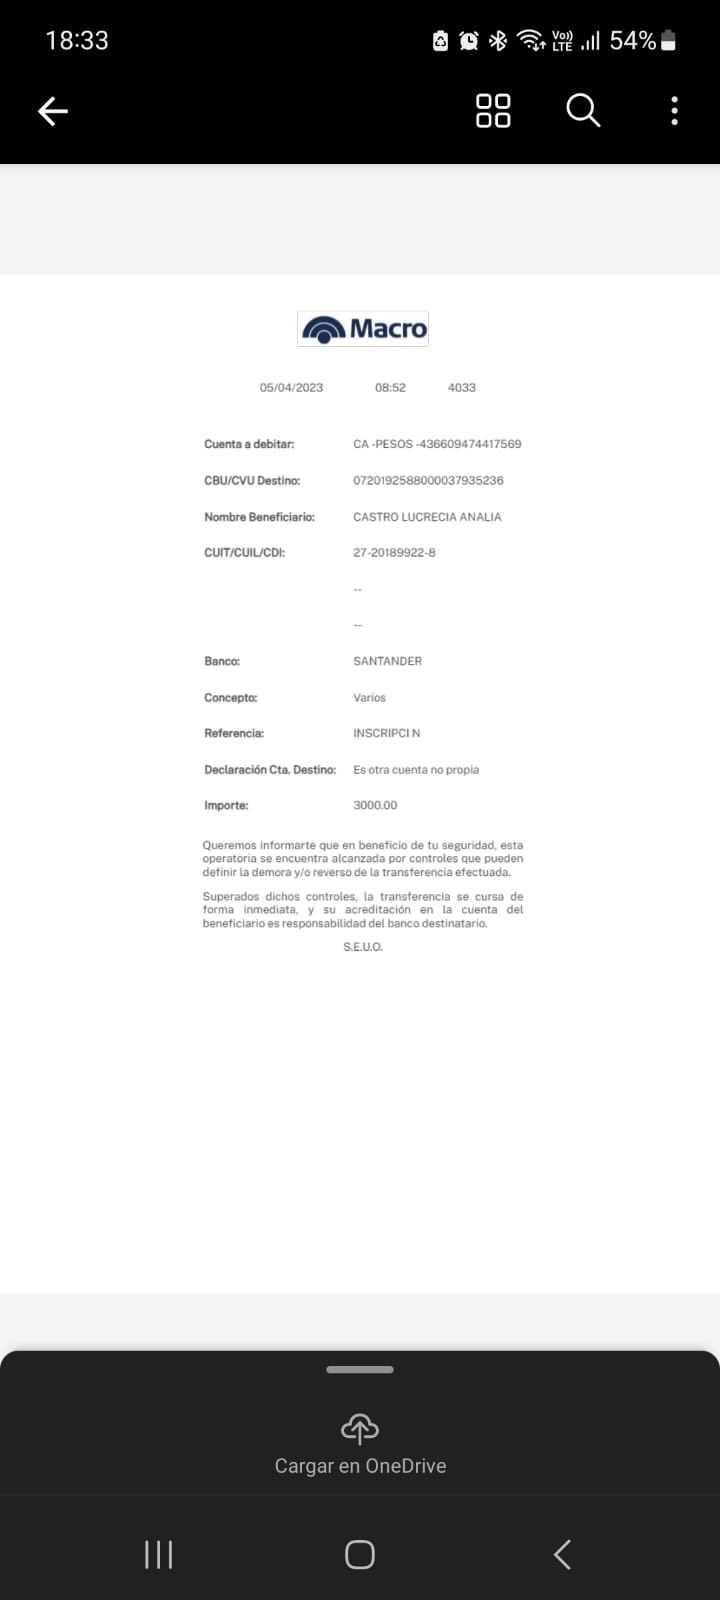 18:33
Vo)) LTE 54%
Macro
05/04/2023 08:52 4033
Cuenta a debitar: CA -PESOS -436609474417569
CBU/CVU Destino: 0720192588000037935236
Nombre Beneficiario: CASTRO LUCRECIA ANALIA
CUIT/CUIL/CDI: 27-20189922-8
--
--
Banco: SANTANDER
Concepto: Varios
Referencia: INSCRIPCI N
Declaración Cta. Destino: Es otra cuenta no propia
Importe: 3000.00
Queremos informarte que en beneficio de tu seguridad, esta
operatoria se encuentra alcanzada por controles que pueden
definir la demora y/o reverso de la transferencia efectuada.
Superados dichos controles, la transferencia se cursa de
forma inmediata, y su acreditación en la cuenta del
beneficiario es responsabilidad del banco destinatario.
S.E.U.O.
Cargar en OneDrive